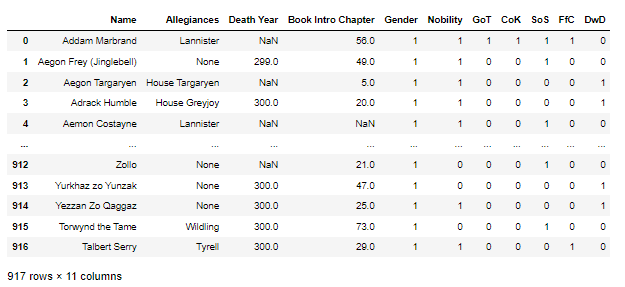 Name Allegiances Death Year Book Intro Chapter Gender Nobility GoT CoK SoS FfC DwD
0 Addam Marbrand Lannister NaN 56.0 1 1 1 1 1 1 0
1 Aegon Frey (Jinglebell) None 299.0 49.0 1 1 0 0 1 0 0
2 Aegon Targaryen House Targaryen NaN 5.0 1 1 0 0 0 0 1
3 Adrack Humble House Greyjoy 300.0 20.0 1 1 0 0 0 0 1
4 Aemon Costayne Lannister NaN NaN 1 1 0 0 1 0 0
... ... ... ... ... ... ... ... ... ... ... ...
912 Zollo None NaN 21.0 1 0 0 0 1 0 0
913 Yurkhaz zo Yunzak None 300.0 47.0 1 0 0 0 0 0 1
914 Yezzan Zo Qaggaz None 300.0 25.0 1 1 0 0 0 0 1
915 Torwynd the Tame Wildling 300.0 73.0 1 0 0 0 1 0 0
916 Talbert Serry Tyrell 300.0 29.0 1 1 0 0 0 1 0
917 rows × 11 columns